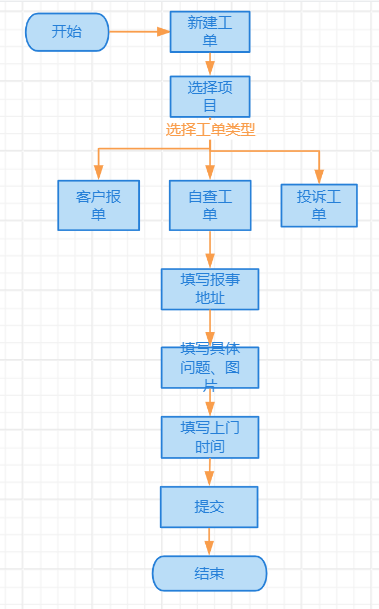 开始
新建工
单
选择项
目
选择工单类型
客户报
单
自查工
单
投诉工
单
填写报事
地址
填写具体
问题、图
片
填写上门
时间
提交
结束